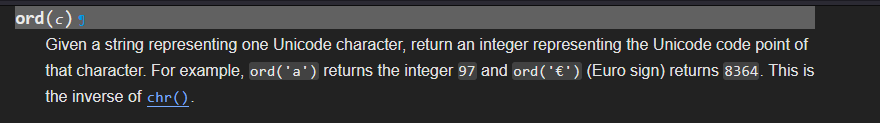 ord(c)¶
Given a string representing one Unicode character, return an integer representing the Unicode code point of
that character. For example, ord('a') returns the integer 97 and ord('€') (Euro sign) returns 8364. This is
the inverse of chr().